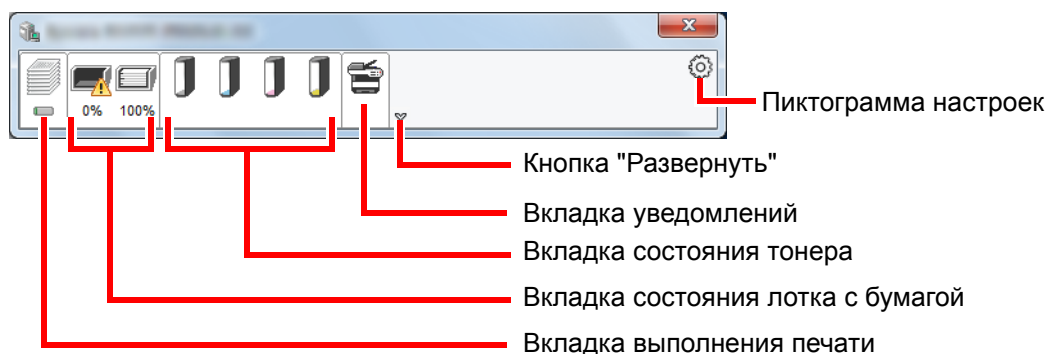 0% 100%
Пиктограмма настроек
Кнопка "Развернуть"
Вкладка уведомлений
Вкладка состояния тонера
Вкладка состояния лотка с бумагой
Вкладка выполнения печати